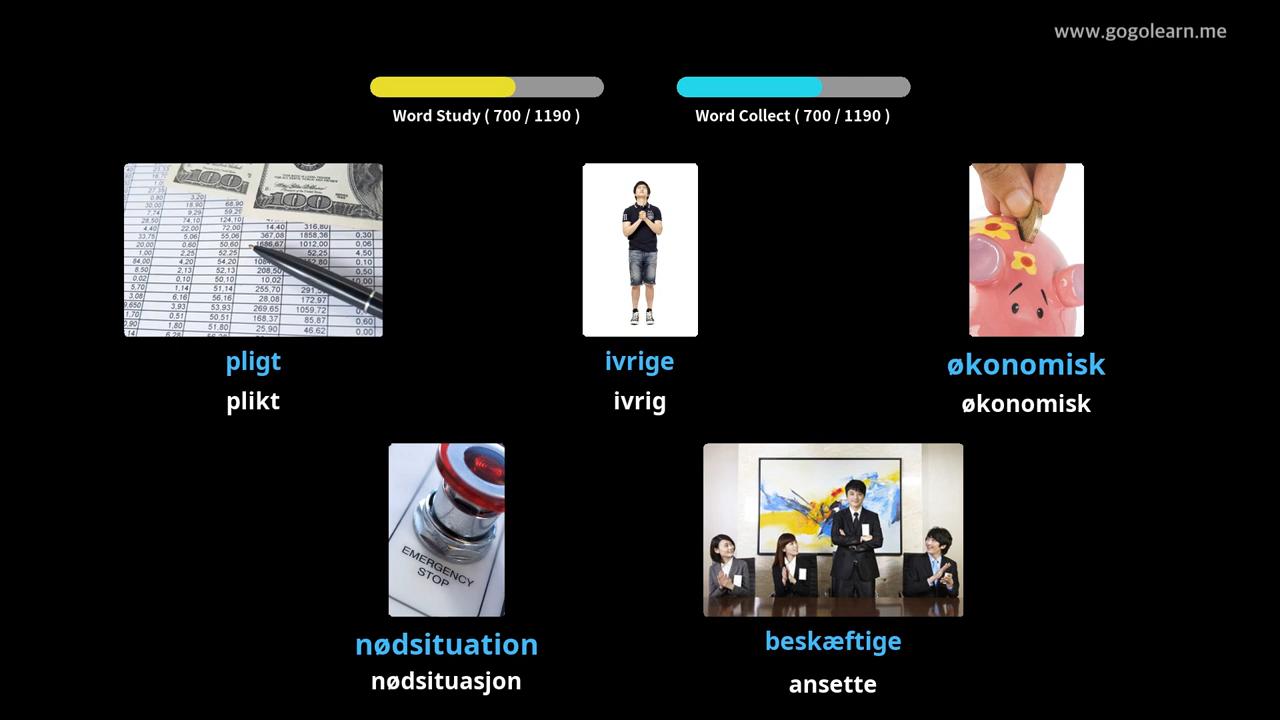 www.gogolearn.me
Word Study ( 700 / 1190 )
Word Collect ( 700 / 1190 )
pligt
plikt
ivrige
ivrig
økonomisk
økonomisk
EMERGENCY
STOP
nødsituation
nødsituasjon
beskæftige
ansette